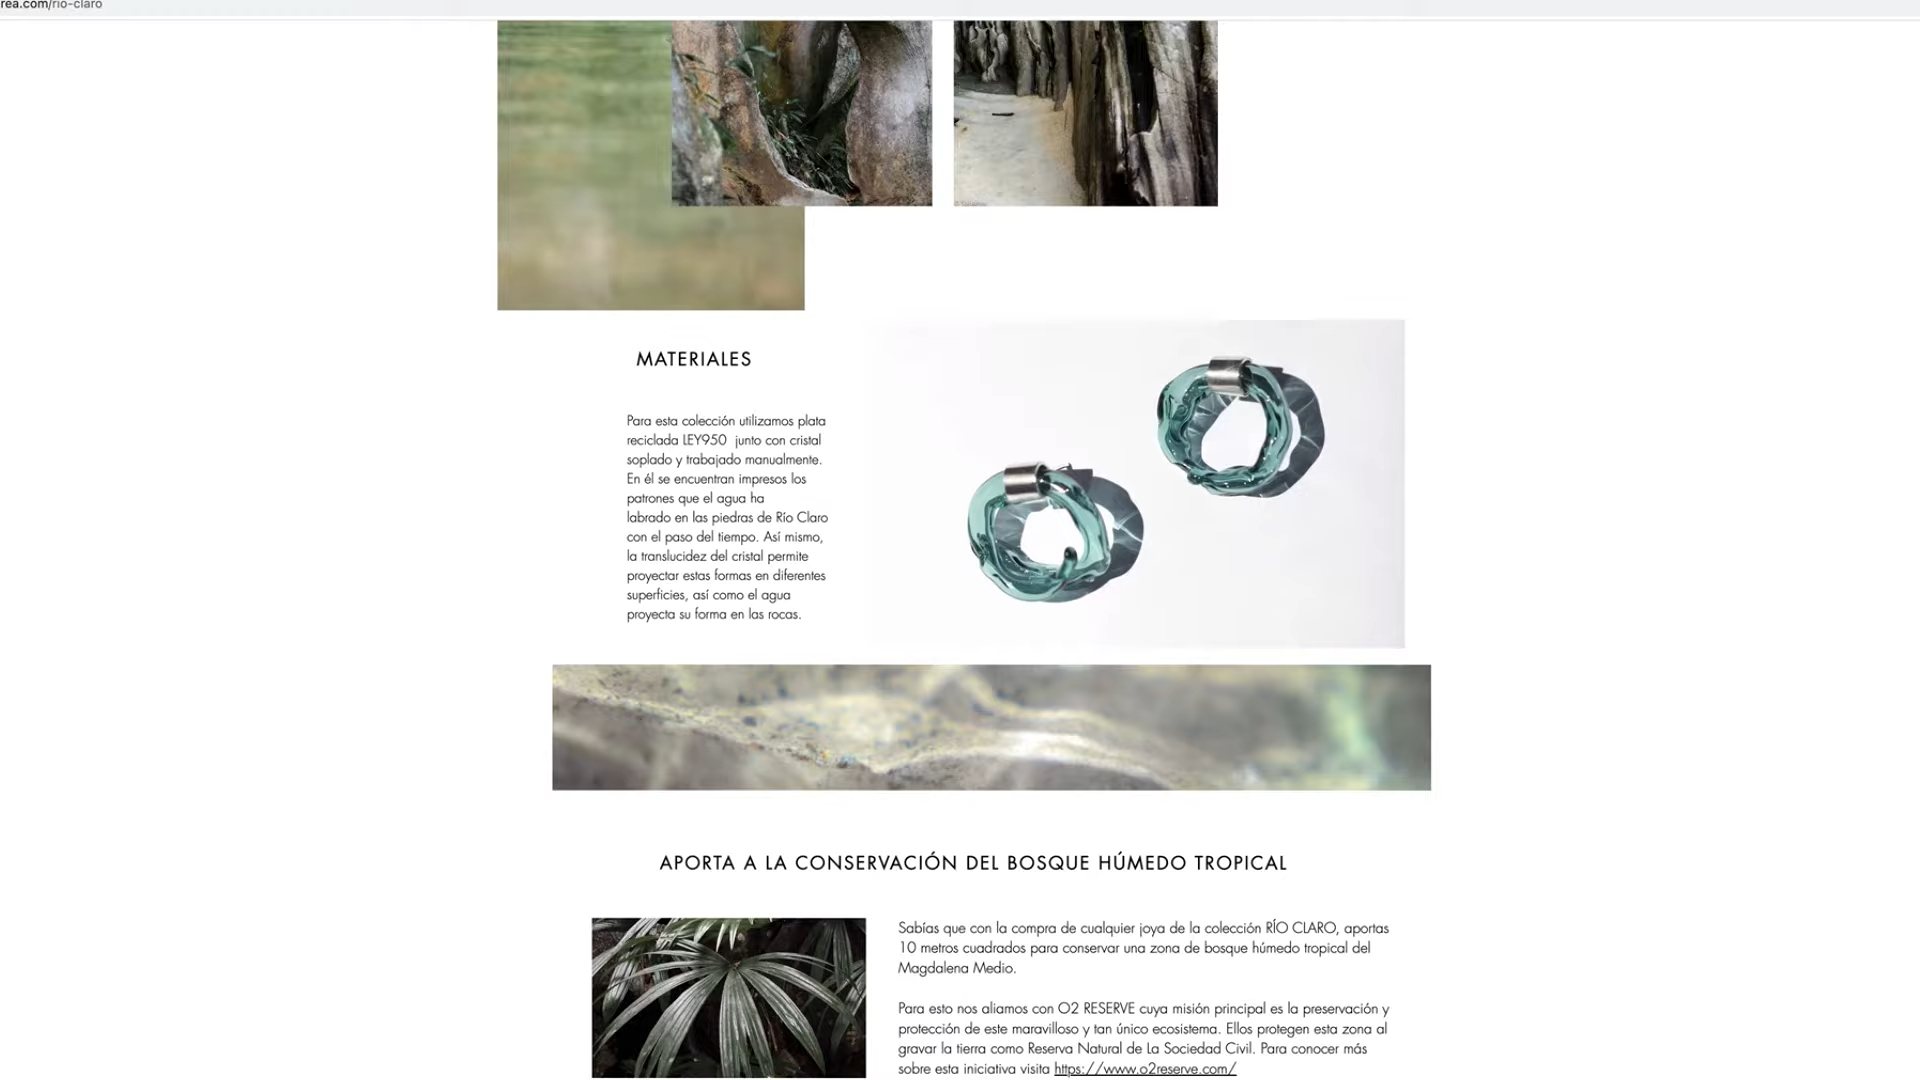 rea.com/rio-claro
MATERIALES
Para esta colección utilizamos plata
reciclada LEY950 junto con cristal
soplado y trabajado manualmente.
En él se encuentran impresos los
patrones que el agua ha
labrado en las piedras de Río Claro
con el paso del tiempo. Así mismo,
la translucidez del cristal permite
proyectar estas formas en diferentes
superficies, así como el agua
proyecta su forma en las rocas.
APORTA A LA CONSERVACIÓN DEL BOSQUE HÚMEDO TROPICAL
Sabías que con la compra de cualquier joya de la colección RÍO CLARO, aportas
10 metros cuadrados para conservar una zona de bosque húmedo tropical del
Magdalena Medio.
Para esto nos aliamos con O2 RESERVE cuya misión principal es la preservación y
protección de este maravilloso y tan único ecosistema. Ellos protegen esta zona al
gravar la tierra como Reserva Natural de La Sociedad Civil. Para conocer más
sobre esta iniciativa visita https://www.o2reserve.com/